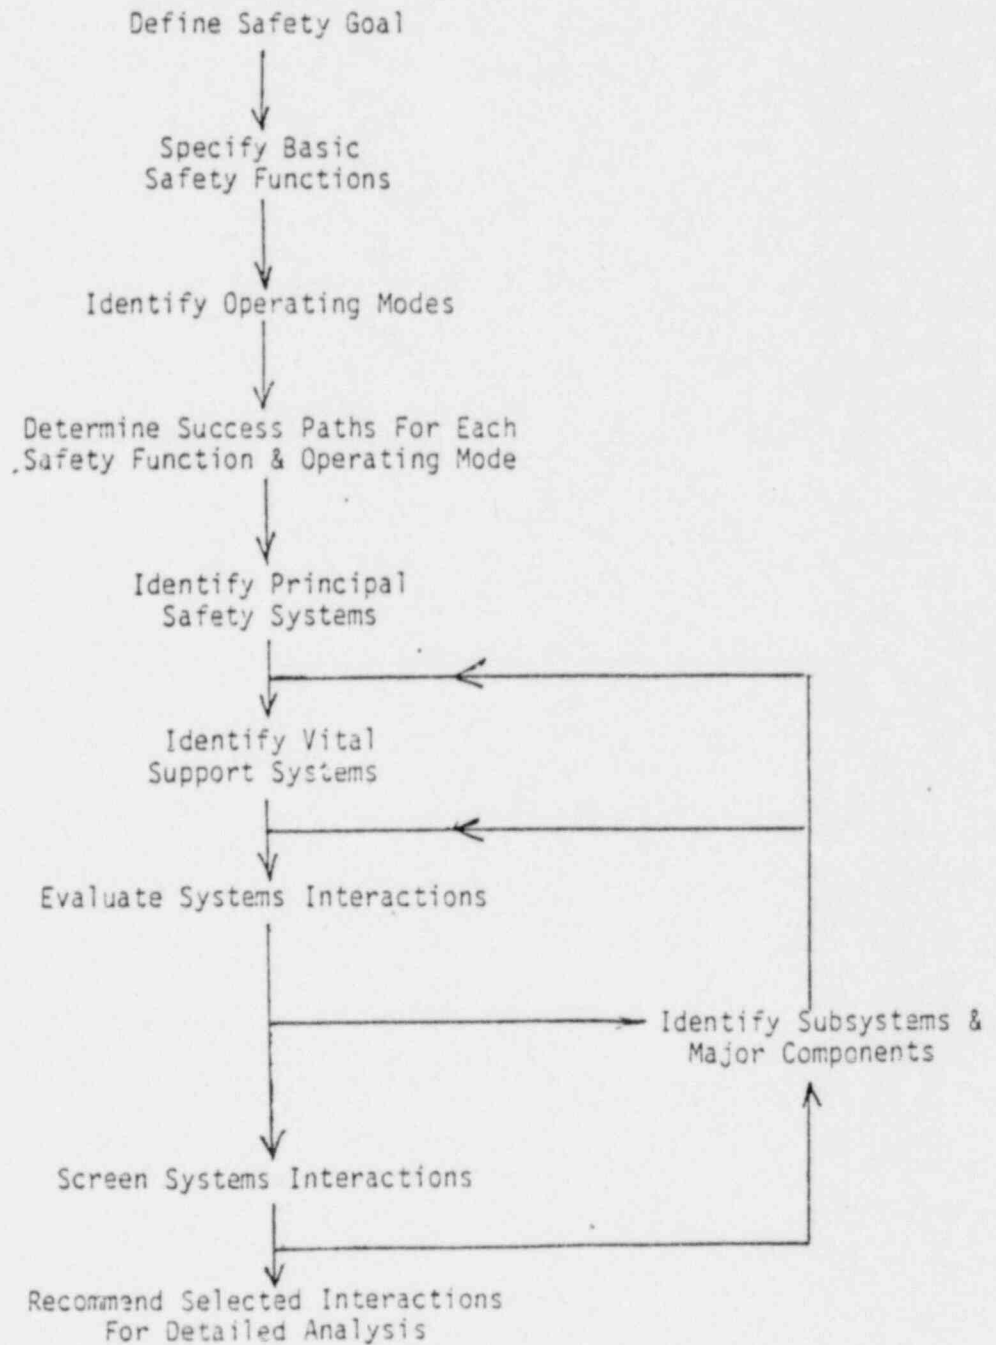 Define Safety Goal
Specify Basic
Safety Functions
Identify Operating Modes
Determine Success Paths For Each
Safety Function & Operating Mode
Identify Principal
Safety Systems
Identify Vital
Support Systems
Evaluate Systems Interactions
Identify Subsystems &
Major Components
Screen Systems Interactions
Recommend Selected Interactions
For Detailed Analysis